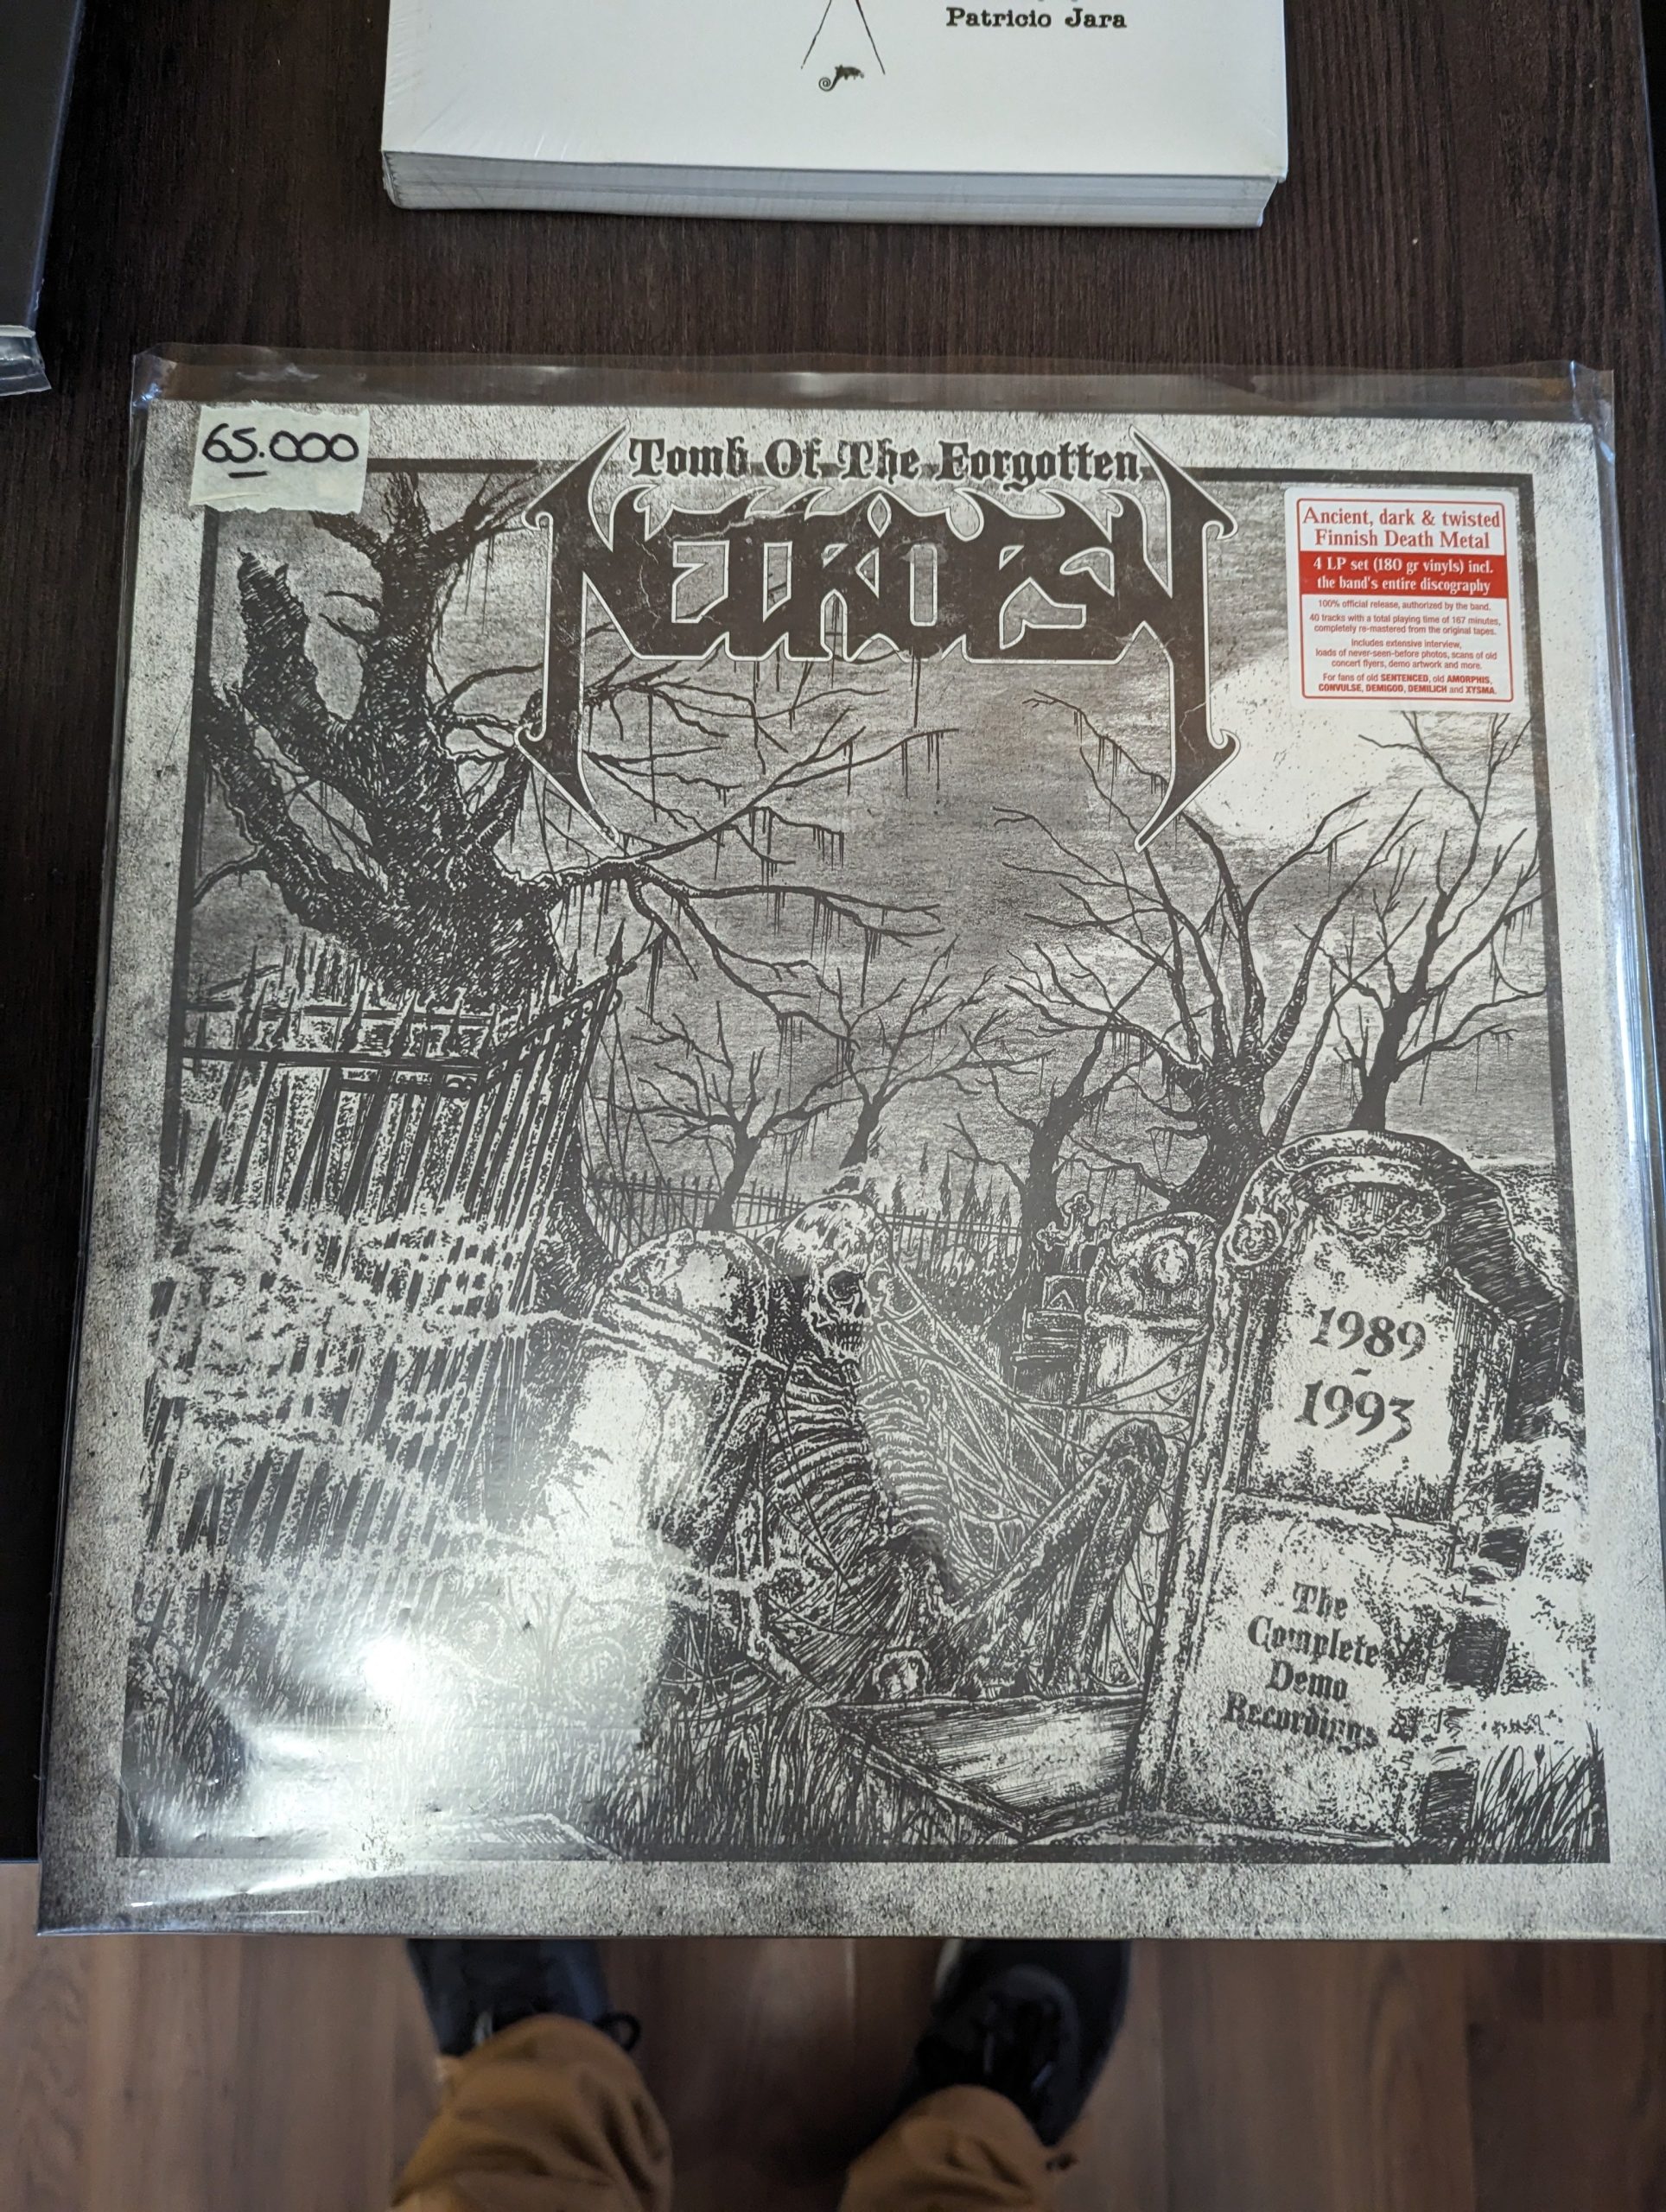 Patricio Jara
65.000
Tomb Of The Forgotten
NECROPSY
Ancient, dark & twisted
Finnish Death Metal
4 LP set (180 gr vinyls) incl.
the band's entire discography
100% official release, authorized by the band.
40 tracks with a total playing time of 167 minutes,
completely re-mastered from the original tapes.
Includes extensive interview,
loads of never-seen-before photos, scans of old
concert flyers, demo artwork and more.
For fans of old SENTENCED, old AMORPHIS,
CONVULSE, DEMIGOD, DEMILICH and XYSMA.
1989
-
1993
The
Complete
Demo
Recordings